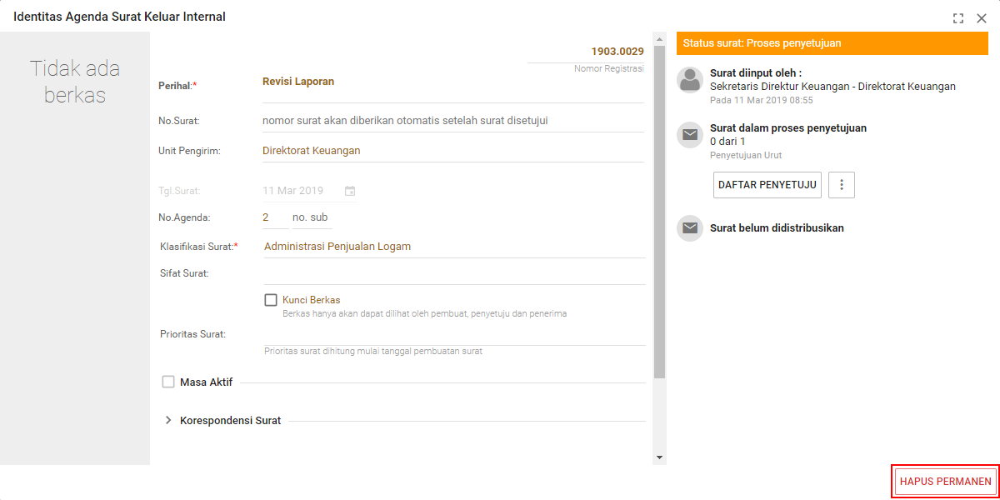 Identitas Agenda Surat Keluar Internal
Tidak ada
berkas
1903.0029
Nomor Registrasi
Perihal:* Revisi Laporan
No.Surat: nomor surat akan diberikan otomatis setelah surat disetujui
Unit Pengirim: Direktorat Keuangan
Tgl.Surat: 11 Mar 2019
No.Agenda: 2 no. sub
Klasifikasi Surat:* Administrasi Penjualan Logam
Sifat Surat:
Kunci Berkas
Berkas hanya akan dapat dilihat oleh pembuat, penyetuju dan penerima
Prioritas Surat:
Prioritas surat dihitung mulai tanggal pembuatan surat
Masa Aktif
Korespondensi Surat
Status surat: Proses penyetujuan
Surat diinput oleh :
Sekretaris Direktur Keuangan - Direktorat Keuangan
Pada 11 Mar 2019 08:55
Surat dalam proses penyetujuan
0 dari 1
Penyetujuan Urut
DAFTAR PENYETUJU
Surat belum didistribusikan
HAPUS PERMANEN